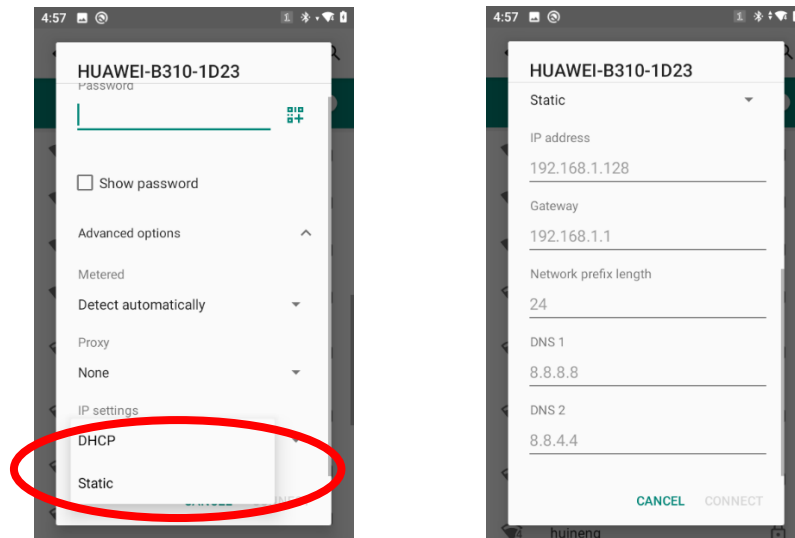 4:57
1
HUAWEI-B310-1D23
Password
Show password
Advanced options
Metered
Detect automatically
Proxy
None
IP settings
DHCP
Static
4:57
1
HUAWEI-B310-1D23
Static
IP address
192.168.1.128
Gateway
192.168.1.1
Network prefix length
24
DNS 1
8.8.8.8
DNS 2
8.8.4.4
CANCEL CONNECT
huineng